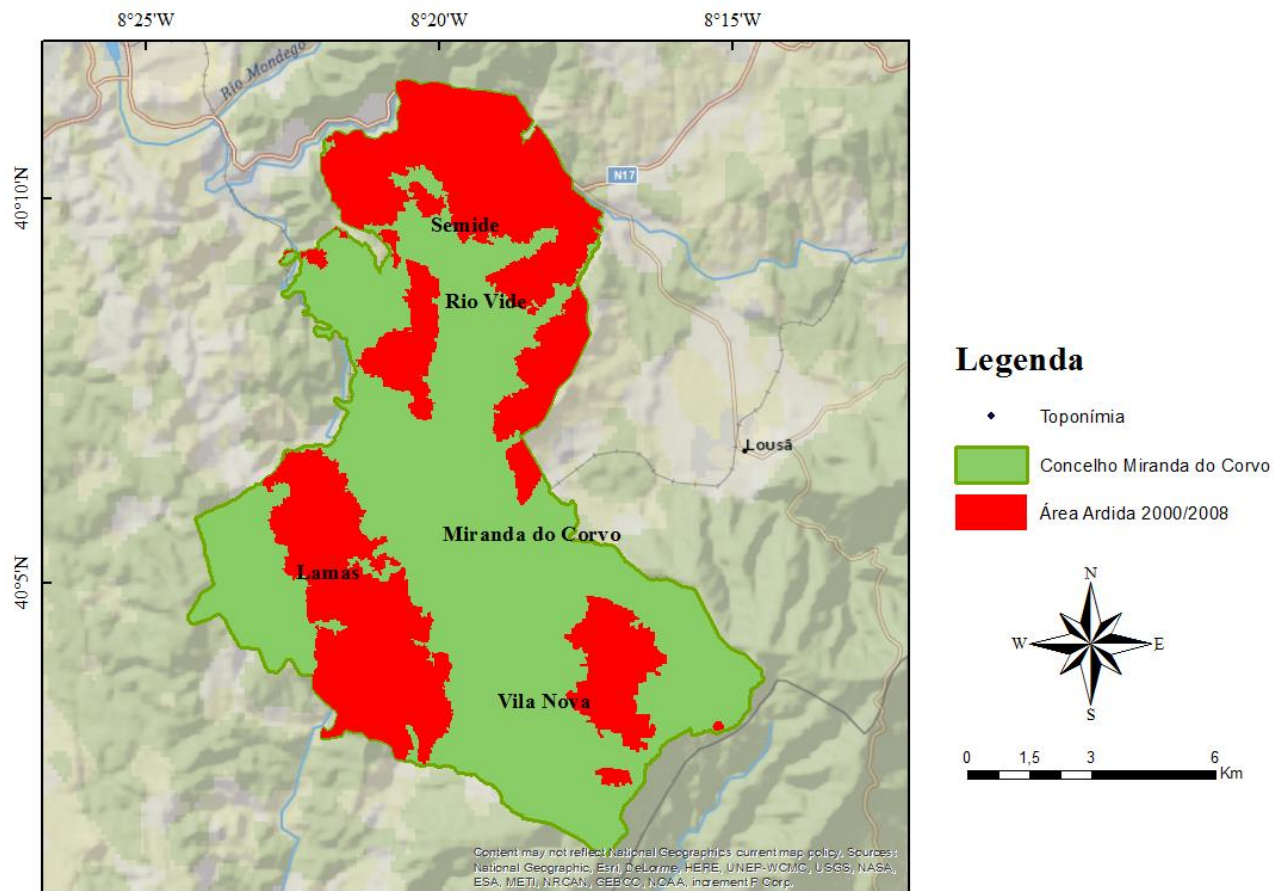 8°25'W 8°20'W 8°15'W
Rio Mondego
N17
40°10'N
Semide
Rio Vide
Legenda
Toponímia
Lousã
Concelho Miranda do Corvo
Área Ardida 2000/2008
Miranda do Corvo
40°5'N
Lamas
N
W E
S
Vila Nova
0 1,5 3 6
Km
Content may not reflect National Geographic's current map policy. Sources:
National Geographic, Esri, DeLorme, HERE, UNEP-WCMC, USGS, NASA,
ESA, METI, NRCAN, GEBCO, NOAA, increment P Corp.